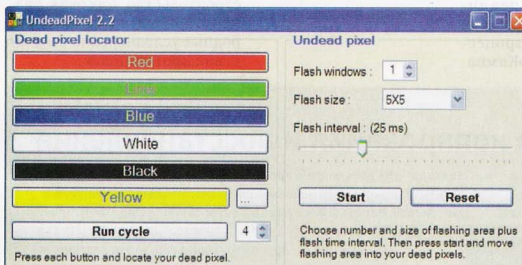 UndeadPixel 2.2
Dead pixel locator
Red
Blue
White
Black
Yellow
...
Run cycle
4
Press each button and locate your dead pixel.
Undead pixel
Flash windows :
1
Flash size :
5X5
Flash interval : (25 ms)
Start
Reset
Choose number and size of flashing area plus
flash time interval. Then press start and move
flashing area into your dead pixels.